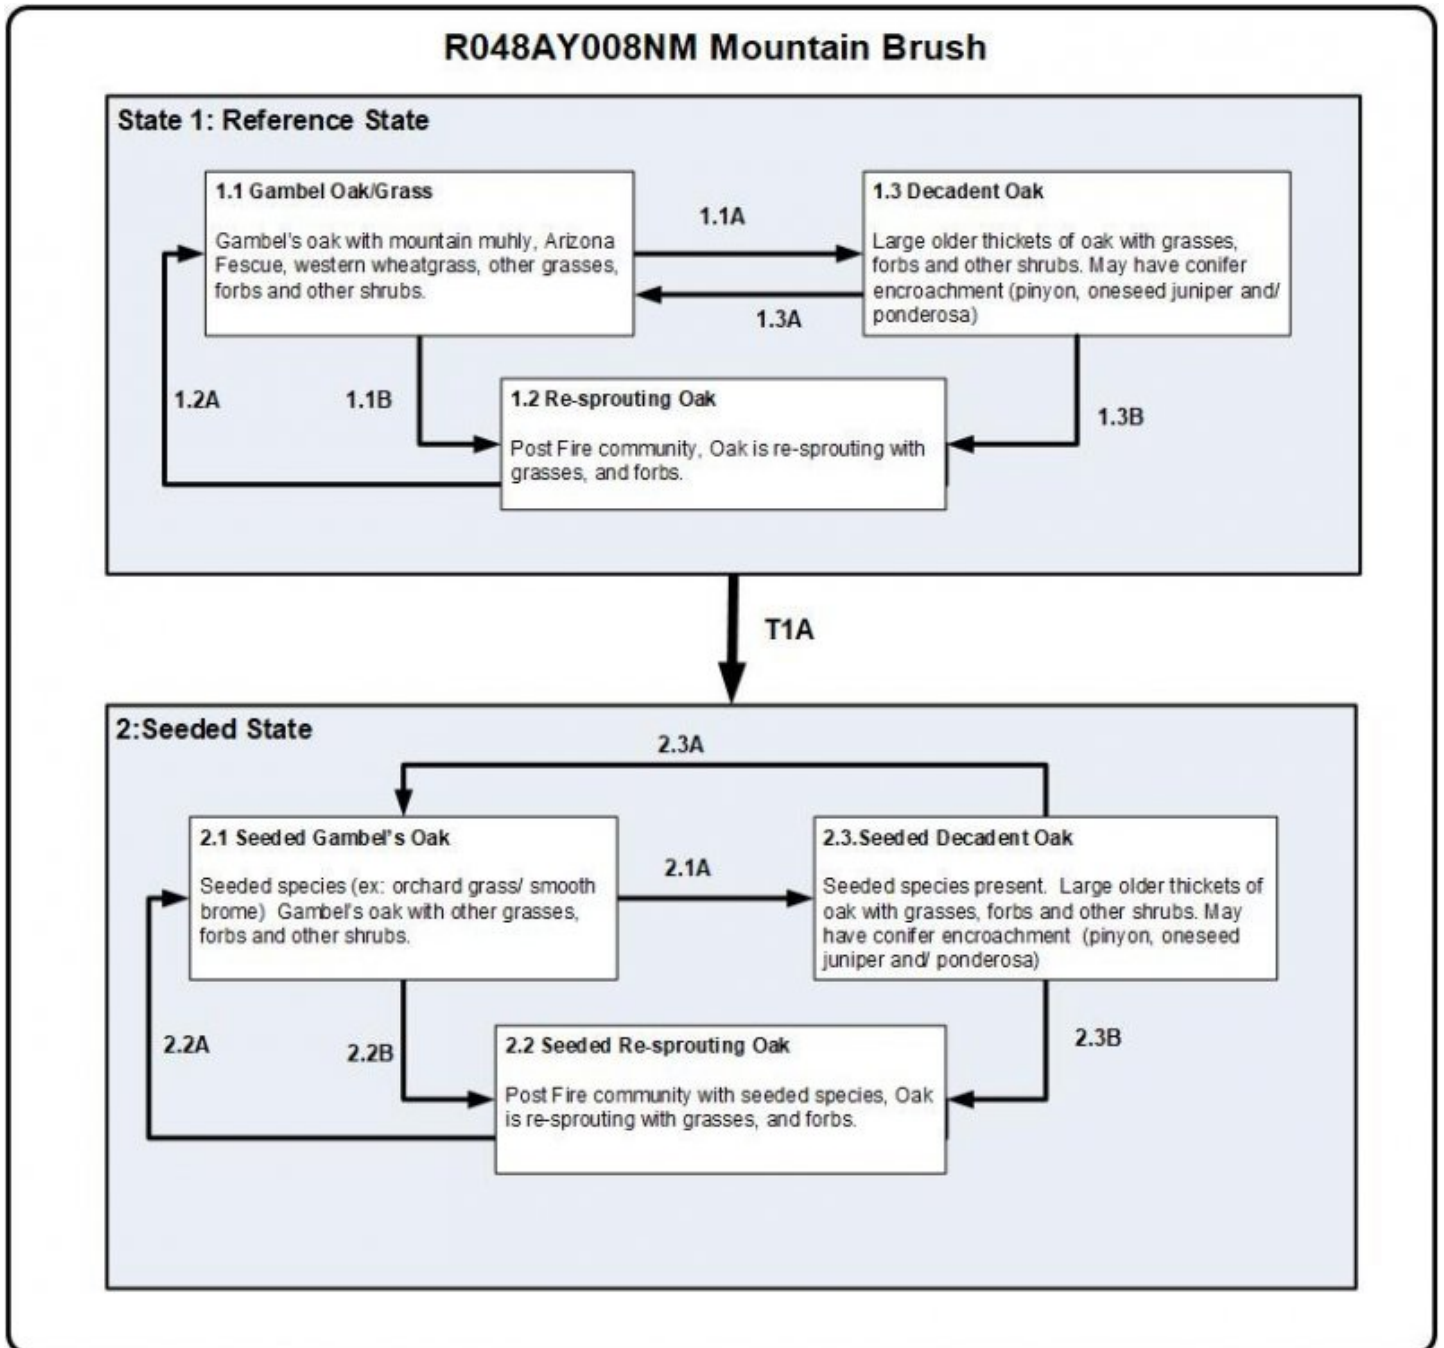 R048AY008NM Mountain Brush
State 1: Reference State
1.1 Gambel Oak/Grass
Gambel's oak with mountain muhly, Arizona
Fescue, western wheatgrass, other grasses,
forbs and other shrubs.
1.1A
1.3A
1.3 Decadent Oak
Large older thickets of oak with grasses,
forbs and other shrubs. May have conifer
encroachment (pinyon, oneseed juniper and/
ponderosa)
1.2A
1.1B
1.2 Re-sprouting Oak
Post Fire community, Oak is re-sprouting with
grasses, and forbs.
1.3B
T1A
2:Seeded State
2.3A
2.1 Seeded Gambel's Oak
Seeded species (ex: orchard grass/ smooth
brome) Gambel's oak with other grasses,
forbs and other shrubs.
2.1A
2.3.Seeded Decadent Oak
Seeded species present. Large older thickets of
oak with grasses, forbs and other shrubs. May
have conifer encroachment (pinyon, oneseed
juniper and/ ponderosa)
2.2A
2.2B
2.2 Seeded Re-sprouting Oak
Post Fire community with seeded species, Oak
is re-sprouting with grasses, and forbs.
2.3B